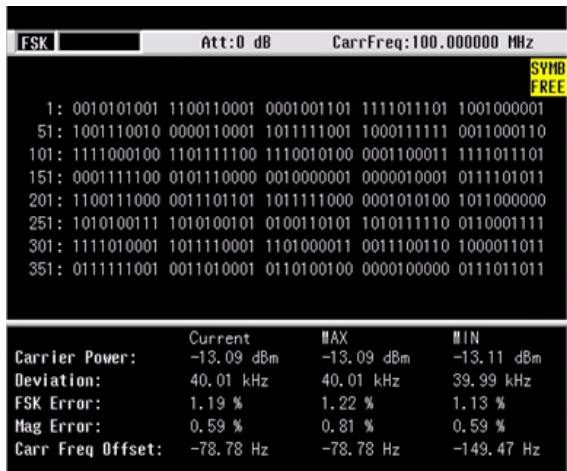 FSK Att:0 dB CarrFreq:100.000000 MHz
SYMB
FREE
1: 0010101001 1100110001 0001001101 1111011101 1001000001
51: 1001110010 0000110001 1011111001 1000111111 0011000110
101: 1111000100 1101111100 1110010100 0001100011 1111011101
151: 0001111100 0101110000 0010000001 0000010001 0111101011
201: 1100111000 0011101101 1011111000 0001010100 1011000000
251: 1010100111 1010100101 0100110101 1010111110 0110001111
301: 1111010001 1011110001 1101000011 0011100110 1000011011
351: 0111111001 0011010001 0110100100 0000100000 0111011011
Current MAX MIN
Carrier Power: -13.09 dBm -13.09 dBm -13.11 dBm
Deviation: 40.01 kHz 40.01 kHz 39.99 kHz
FSK Error: 1.19 % 1.22 % 1.13 %
Mag Error: 0.59 % 0.81 % 0.59 %
Carr Freq Offset: -78.78 Hz -78.78 Hz -149.47 Hz